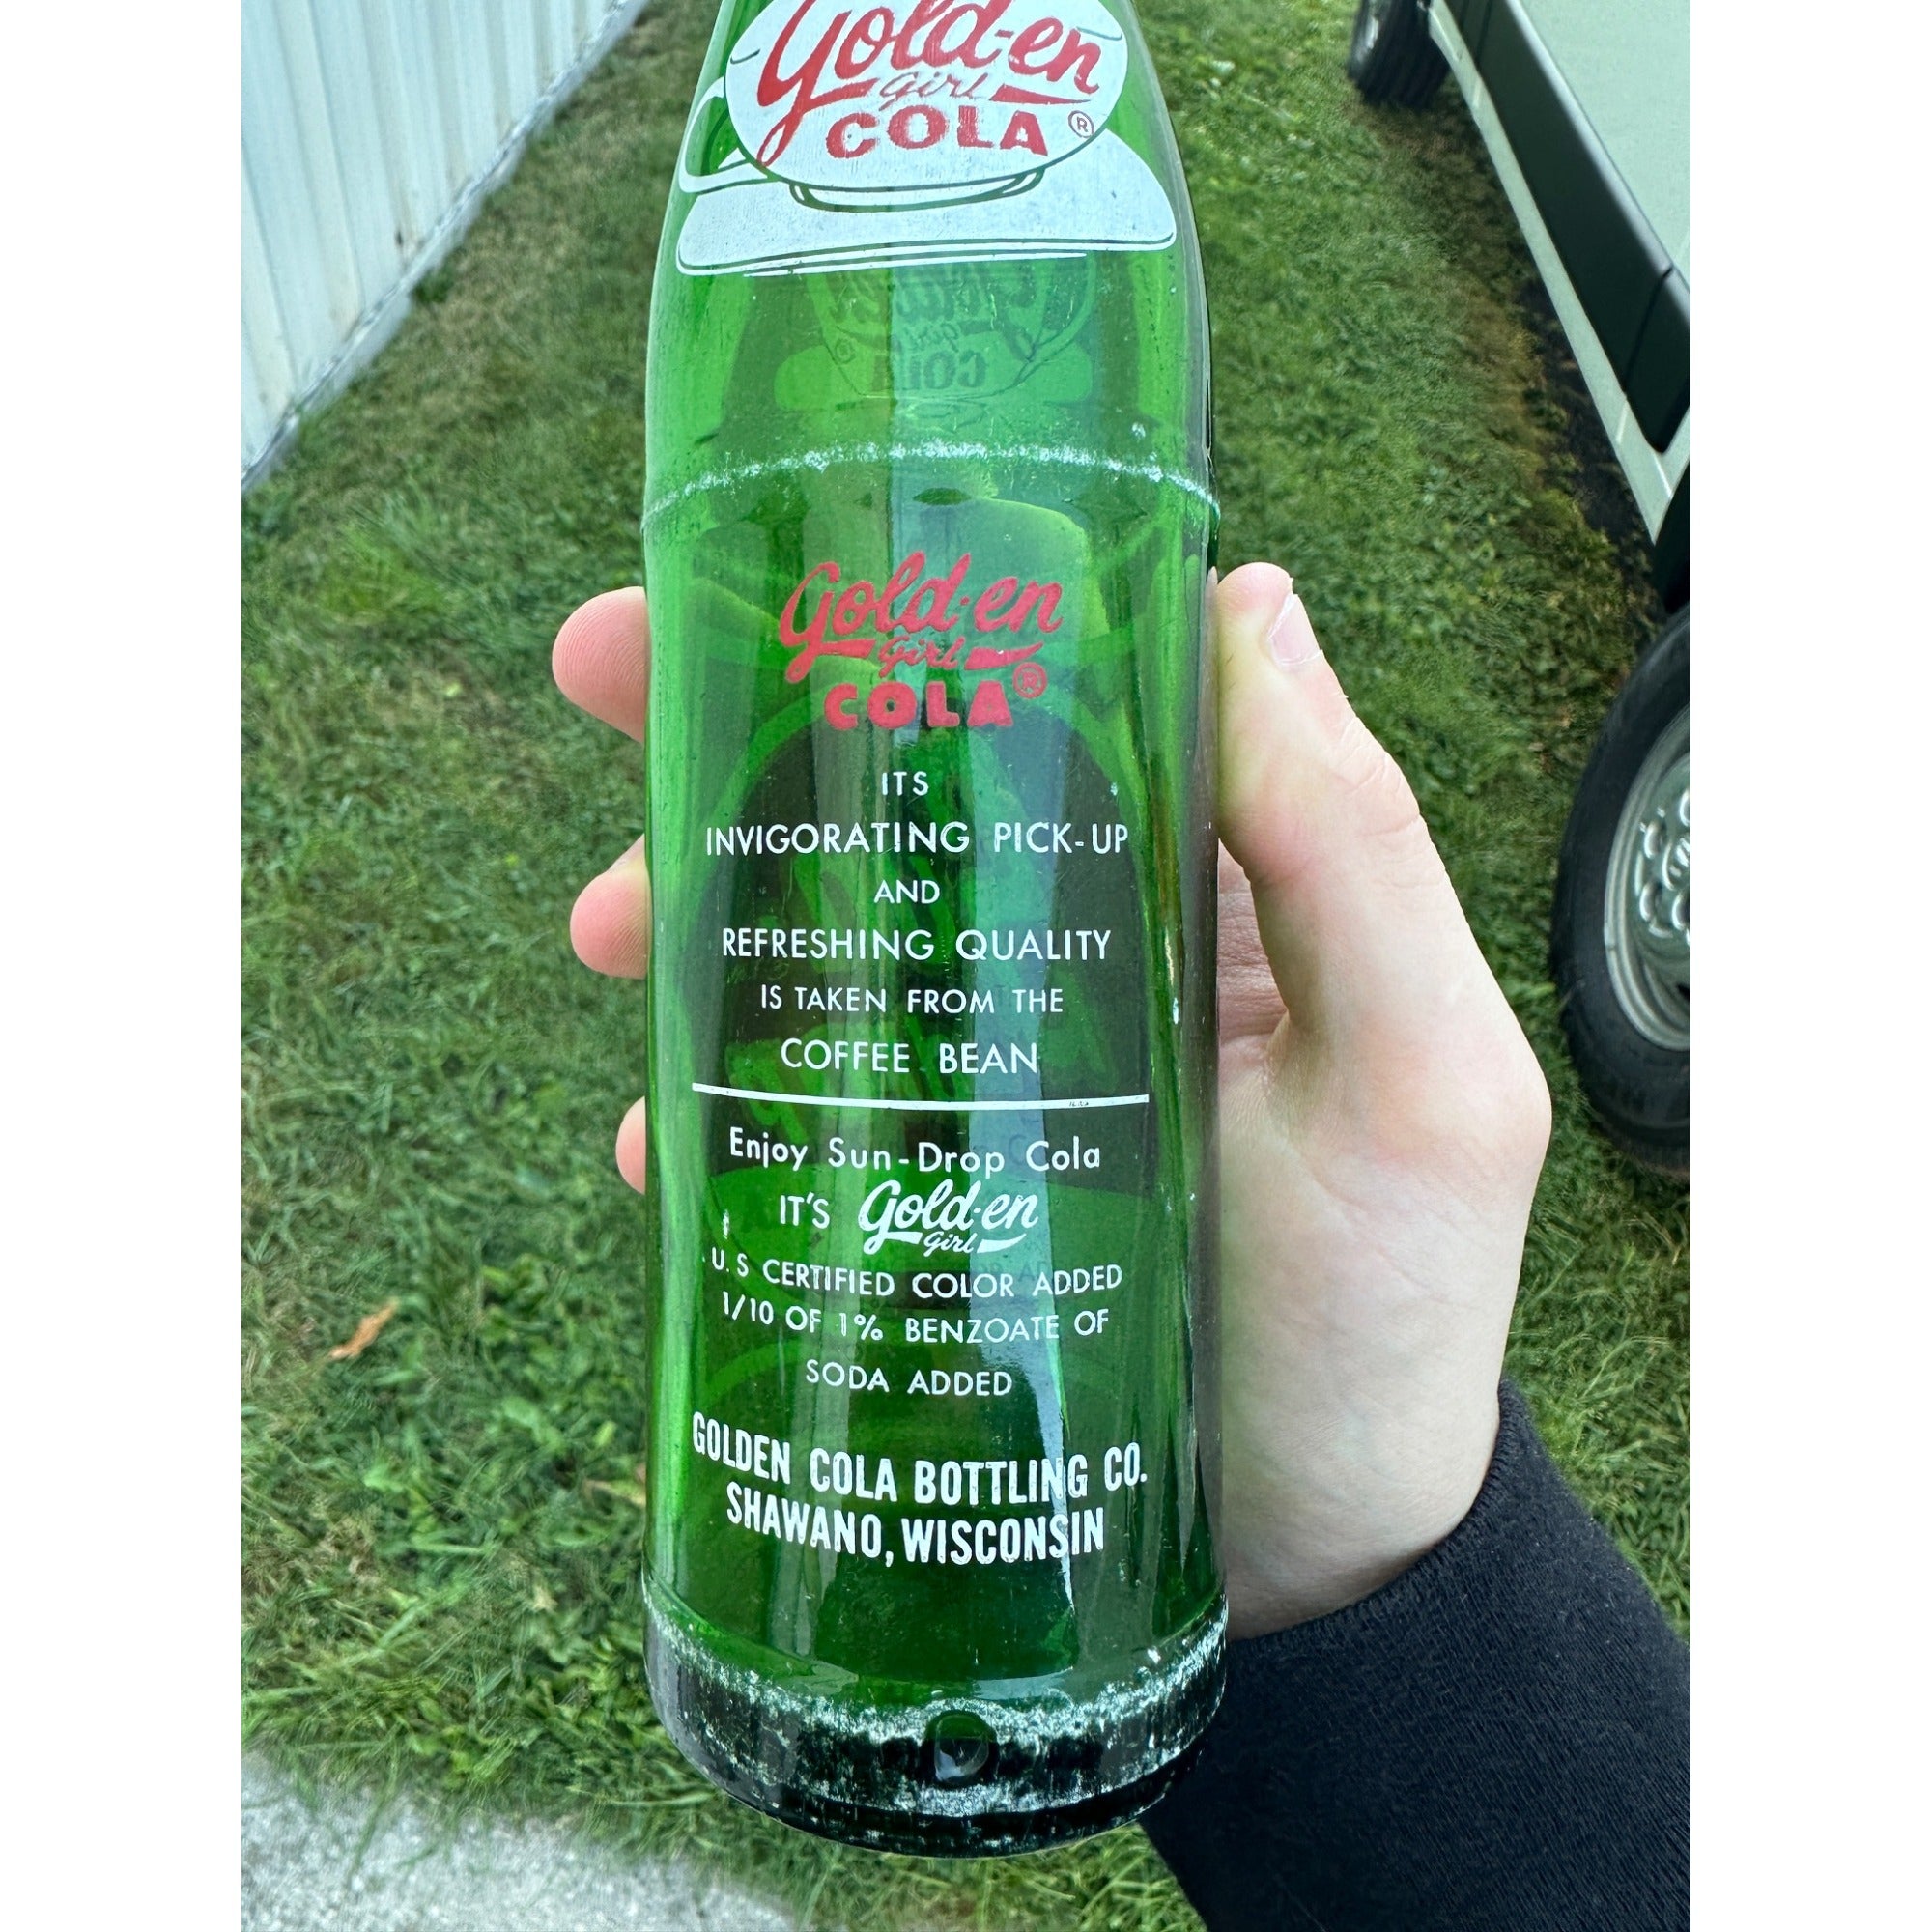 Gold-en
girl
COLA ®
Gold-en
girl
COLA ®
ITS
INVIGORATING PICK-UP
AND
REFRESHING QUALITY
IS TAKEN FROM THE
COFFEE BEAN
Enjoy Sun-Drop Cola
IT'S Gold-en
girl
U.S CERTIFIED COLOR ADDED
1/10 OF 1% BENZOATE OF
SODA ADDED
GOLDEN COLA BOTTLING CO.
SHAWANO, WISCONSIN